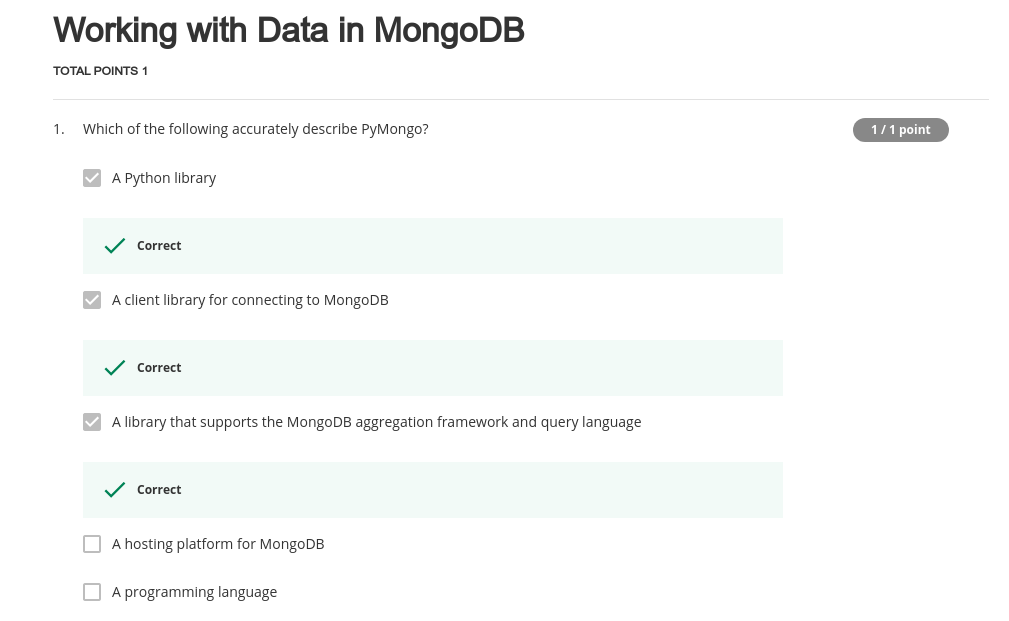 Working with Data in MongoDB
TOTAL POINTS 1
1. Which of the following accurately describe PyMongo? 1 / 1 point
A Python library
Correct
A client library for connecting to MongoDB
Correct
A library that supports the MongoDB aggregation framework and query language
Correct
A hosting platform for MongoDB
A programming language